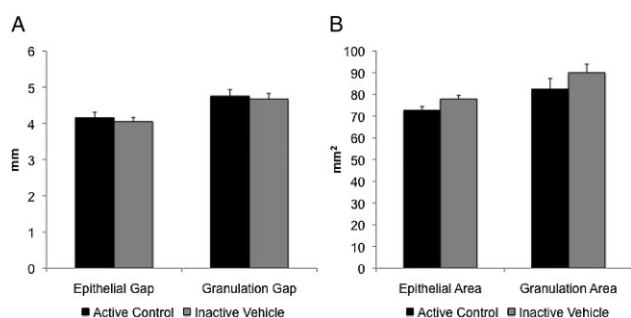 A
6
5
4
3
2
1
0
mm
Epithelial Gap Granulation Gap
Active Control Inactive Vehicle
B
100
90
80
70
60
50
40
30
20
10
0
mm²
Epithelial Area Granulation Area
Active Control Inactive Vehicle